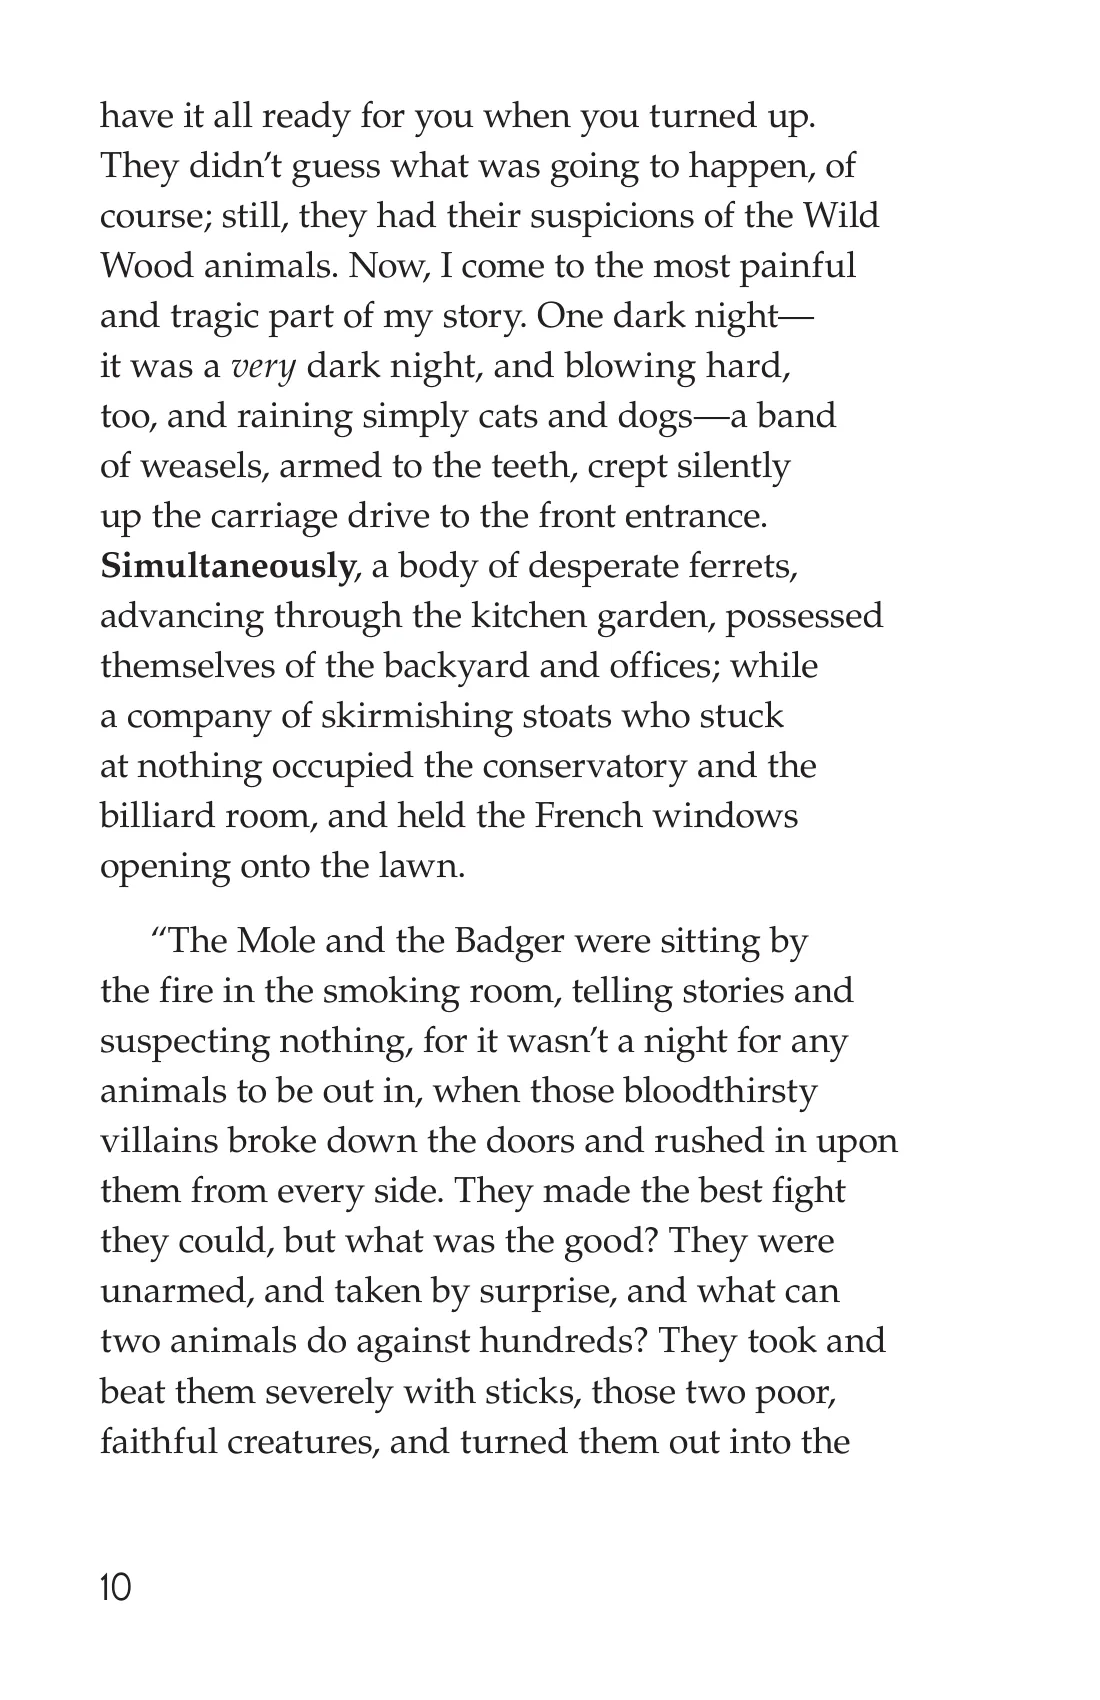 have it all ready for you when you turned up.
They didn’t guess what was going to happen, of
course; still, they had their suspicions of the Wild
Wood animals. Now, I come to the most painful
and tragic part of my story. One dark night—
it was a very dark night, and blowing hard,
too, and raining simply cats and dogs—a band
of weasels, armed to the teeth, crept silently
up the carriage drive to the front entrance.
Simultaneously, a body of desperate ferrets,
advancing through the kitchen garden, possessed
themselves of the backyard and offices; while
a company of skirmishing stoats who stuck
at nothing occupied the conservatory and the
billiard room, and held the French windows
opening onto the lawn.
“The Mole and the Badger were sitting by
the fire in the smoking room, telling stories and
suspecting nothing, for it wasn’t a night for any
animals to be out in, when those bloodthirsty
villains broke down the doors and rushed in upon
them from every side. They made the best fight
they could, but what was the good? They were
unarmed, and taken by surprise, and what can
two animals do against hundreds? They took and
beat them severely with sticks, those two poor,
faithful creatures, and turned them out into the
10